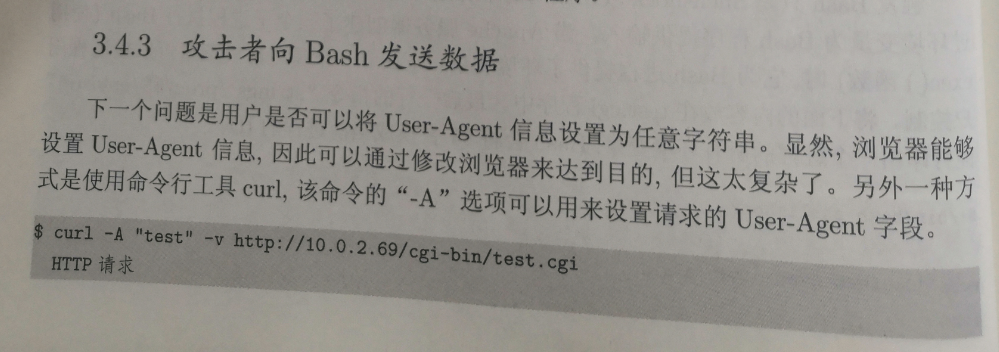 3.4.3 攻击者向 Bash 发送数据
下一个问题是用户是否可以将 User-Agent 信息设置为任意字符串。显然, 浏览器能够
设置 User-Agent 信息, 因此可以通过修改浏览器来达到目的, 但这太复杂了。另外一种方
式是使用命令行工具 curl, 该命令的“-A”选项可以用来设置请求的 User-Agent 字段。
$ curl -A "test" -v http://10.0.2.69/cgi-bin/test.cgi
HTTP 请求